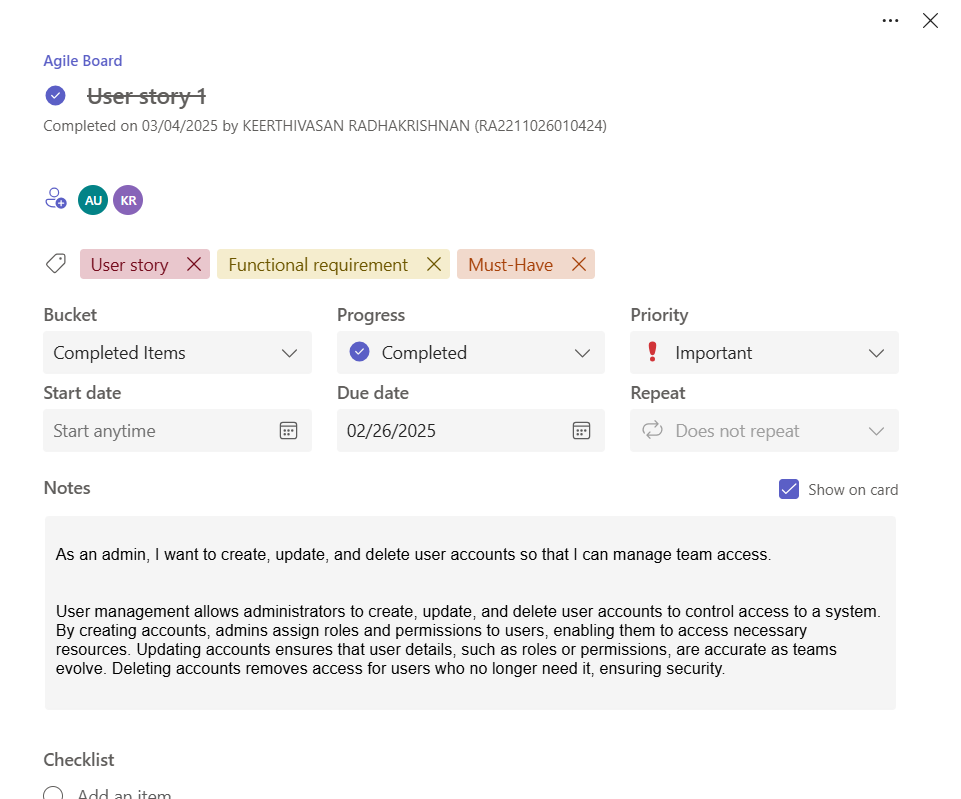 Agile Board
User story 1
Completed on 03/04/2025 by KEERTHIVASAN RADHAKRISHNAN (RA2211026010424)
AU KR
User story Functional requirement Must-Have
Bucket Progress Priority
Completed Items Completed Important
Start date Due date Repeat
Start anytime 02/26/2025 Does not repeat
Notes Show on card
As an admin, I want to create, update, and delete user accounts so that I can manage team access.
User management allows administrators to create, update, and delete user accounts to control access to a system.
By creating accounts, admins assign roles and permissions to users, enabling them to access necessary
resources. Updating accounts ensures that user details, such as roles or permissions, are accurate as teams
evolve. Deleting accounts removes access for users who no longer need it, ensuring security.
Checklist
Add an item